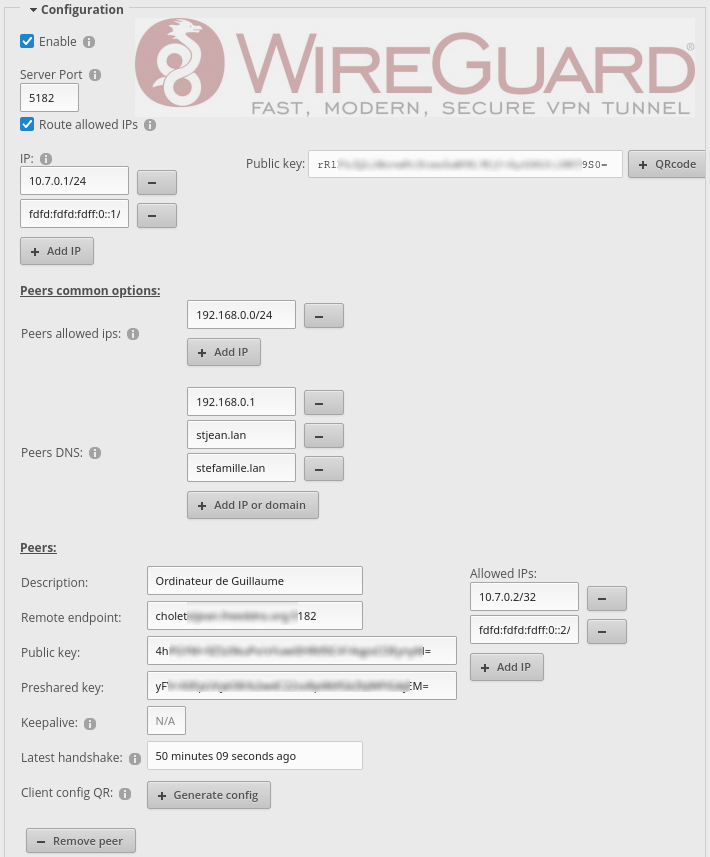 Configuration
Enable
WIREGUARD®
FAST, MODERN, SECURE VPN TUNNEL
Server Port
5182
Route allowed IPs
IP:
10.7.0.1/24
fdfd:fdfd:fdff:0::1/
Add IP
Public key: rR1 9S0= QRcode
Peers common options:
Peers allowed ips:
192.168.0.0/24
Add IP
Peers DNS:
192.168.0.1
stjean.lan
stefamille.lan
Add IP or domain
Peers:
Description: Ordinateur de Guillaume
Remote endpoint: cholet 182
Public key: 4h I=
Preshared key: yF EM=
Keepalive: N/A
Latest handshake: 50 minutes 09 seconds ago
Client config QR: Generate config
Allowed IPs:
10.7.0.2/32
fdfd:fdfd:fdff:0::2/
Add IP
Remove peer